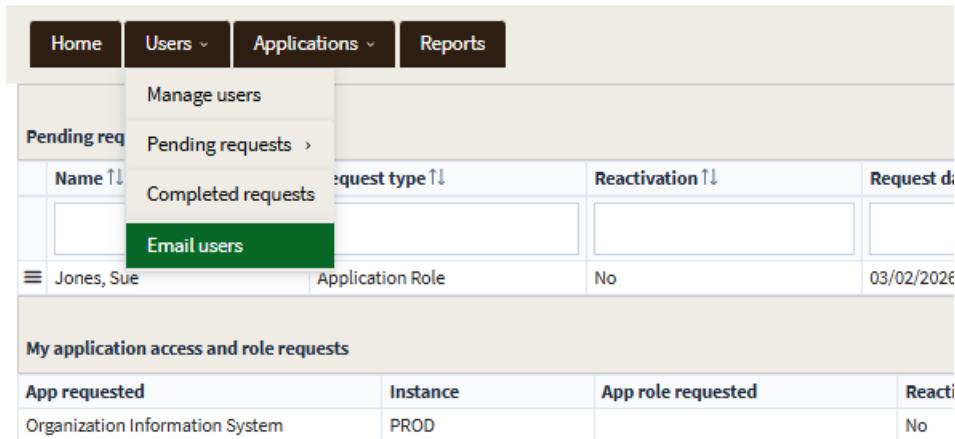 Home Users Applications Reports
Manage users
Pending req
Pending requests
Name equest type Reactivation Request da
Completed requests
Email users
Jones, Sue Application Role No 03/02/2026
My application access and role requests
App requested Instance App role requested Reacti
Organization Information System PROD No